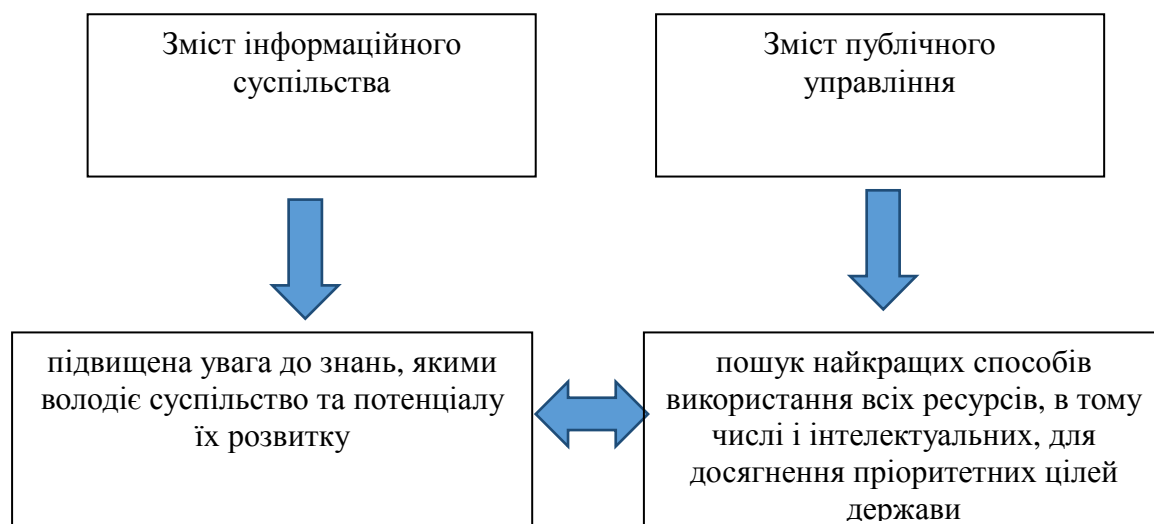 Зміст інформаційного
суспільства
Зміст публічного
управління
підвищена увага до знань, якими
володіє суспільство та потенціалу
їх розвитку
пошук найкращих способів
використання всіх ресурсів, в тому
числі і інтелектуальних, для
досягнення пріоритетних цілей
держави